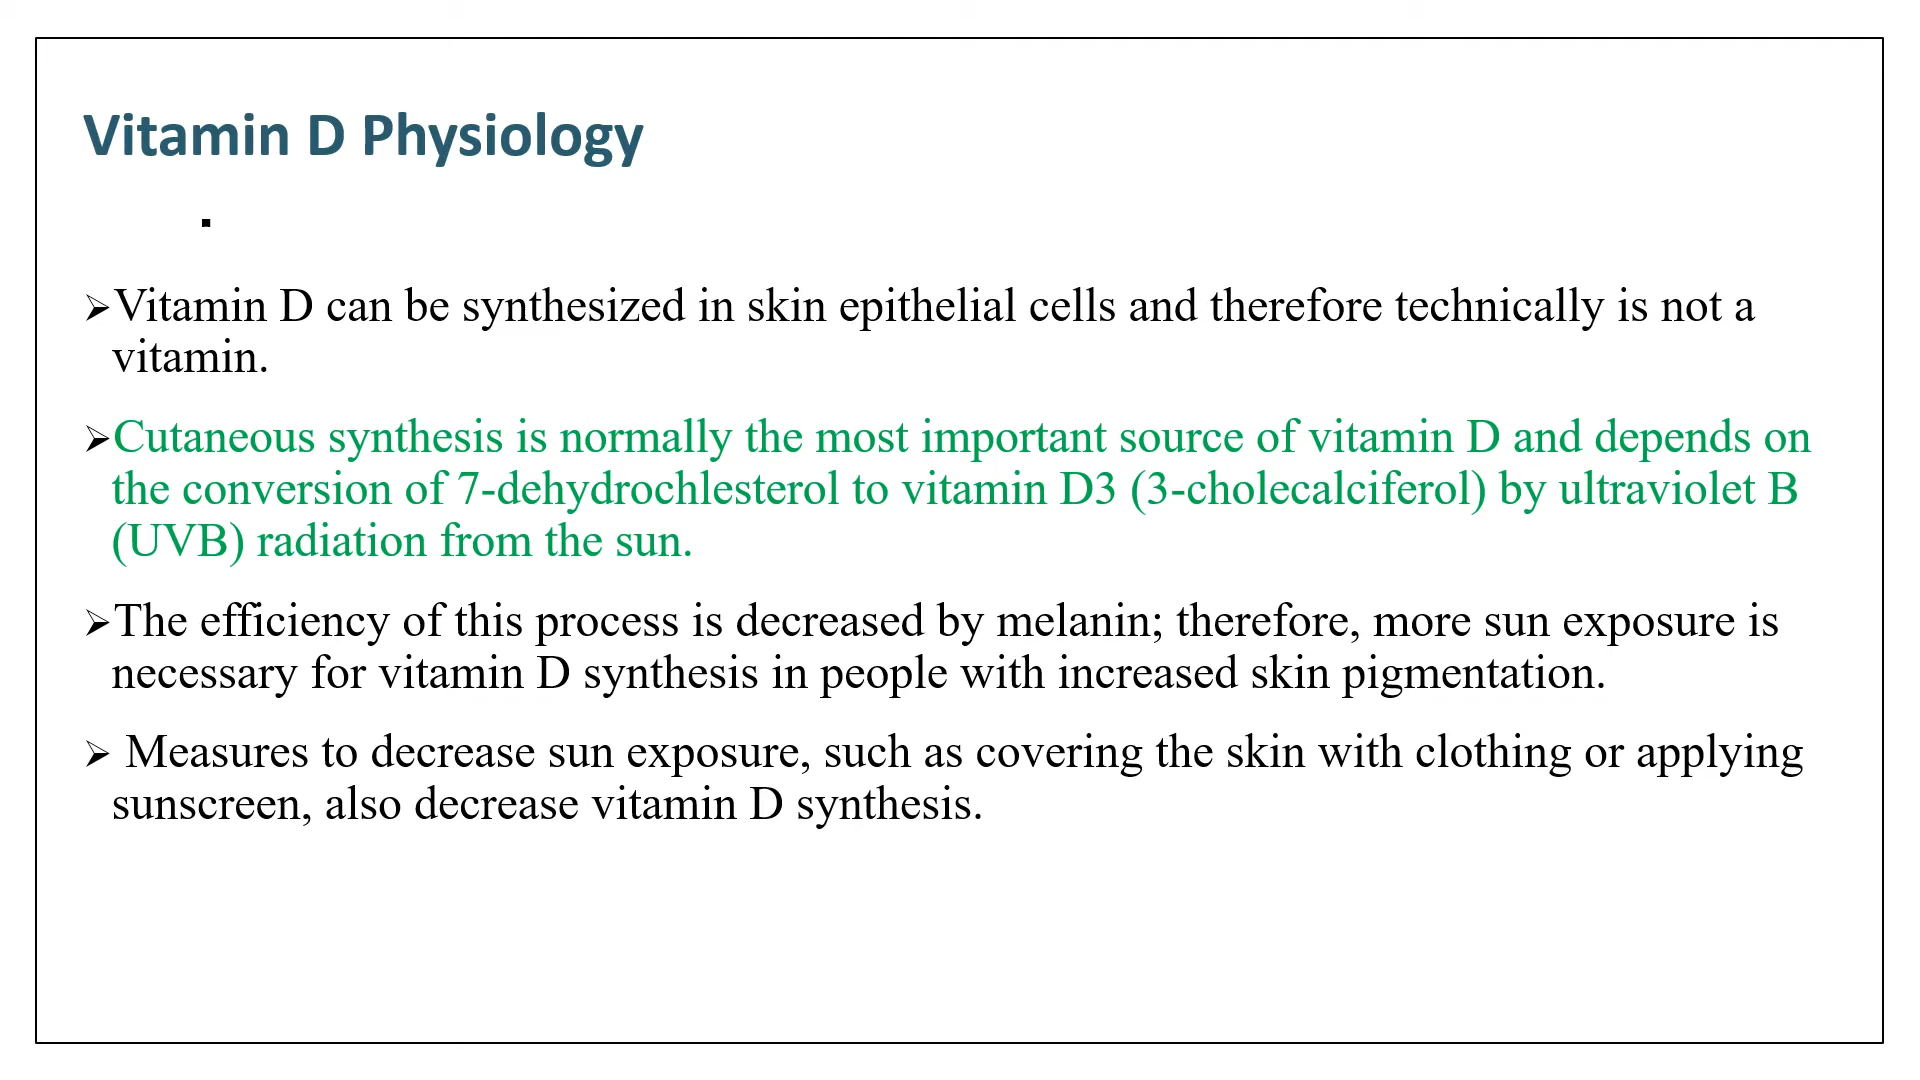 Vitamin D Physiology
▪
➢Vitamin D can be synthesized in skin epithelial cells and therefore technically is not a
vitamin.
➢Cutaneous synthesis is normally the most important source of vitamin D and depends on
the conversion of 7-dehydrochlesterol to vitamin D3 (3-cholecalciferol) by ultraviolet B
(UVB) radiation from the sun.
➢The efficiency of this process is decreased by melanin; therefore, more sun exposure is
necessary for vitamin D synthesis in people with increased skin pigmentation.
➢ Measures to decrease sun exposure, such as covering the skin with clothing or applying
sunscreen, also decrease vitamin D synthesis.